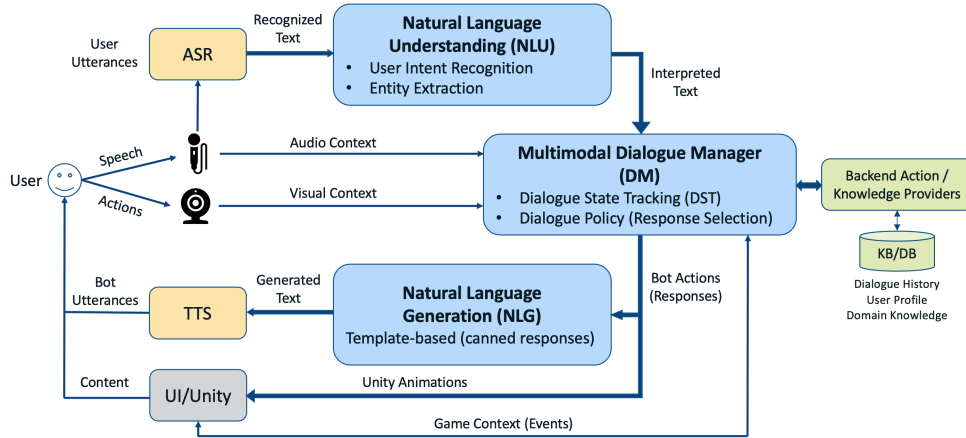 User
Utterances
ASR
Recognized
Text
Natural Language
Understanding (NLU)
• User Intent Recognition
• Entity Extraction
Interpreted
Text
User
Speech
Actions
Audio Context
Visual Context
Multimodal Dialogue Manager
(DM)
• Dialogue State Tracking (DST)
• Dialogue Policy (Response Selection)
Backend Action /
Knowledge Providers
KB/DB
Dialogue History
User Profile
Domain Knowledge
Bot
Utterances
TTS
Generated
Text
Natural Language
Generation (NLG)
Template-based (canned responses)
Bot Actions
(Responses)
Content
UI/Unity
Unity Animations
Game Context (Events)